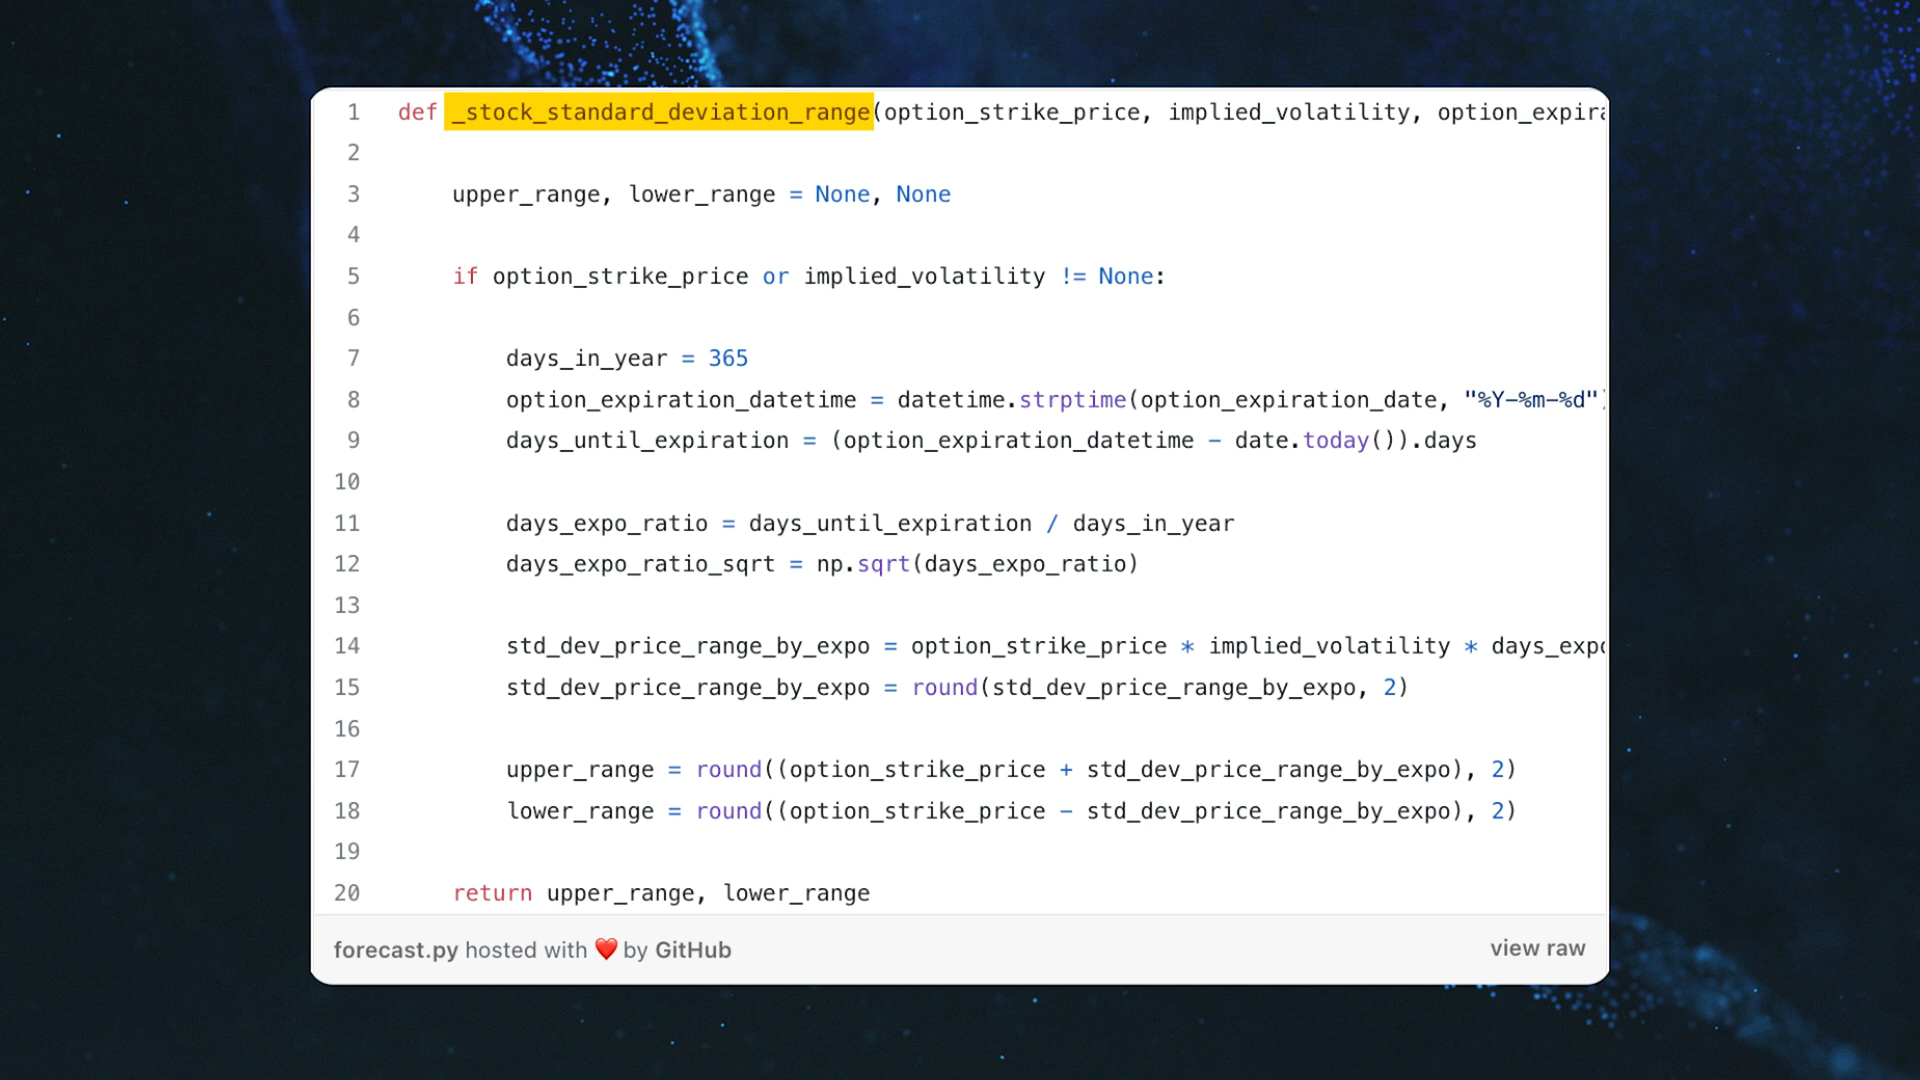 1 def _stock_standard_deviation_range(option_strike_price, implied_volatility, option_expira
2
3 upper_range, lower_range = None, None
4
5 if option_strike_price or implied_volatility != None:
6
7 days_in_year = 365
8 option_expiration_datetime = datetime.strptime(option_expiration_date, "%Y-%m-%d")
9 days_until_expiration = (option_expiration_datetime - date.today()).days
10
11 days_expo_ratio = days_until_expiration / days_in_year
12 days_expo_ratio_sqrt = np.sqrt(days_expo_ratio)
13
14 std_dev_price_range_by_expo = option_strike_price * implied_volatility * days_expo
15 std_dev_price_range_by_expo = round(std_dev_price_range_by_expo, 2)
16
17 upper_range = round((option_strike_price + std_dev_price_range_by_expo), 2)
18 lower_range = round((option_strike_price - std_dev_price_range_by_expo), 2)
19
20 return upper_range, lower_range
forecast.py hosted with ❤ by GitHub view raw